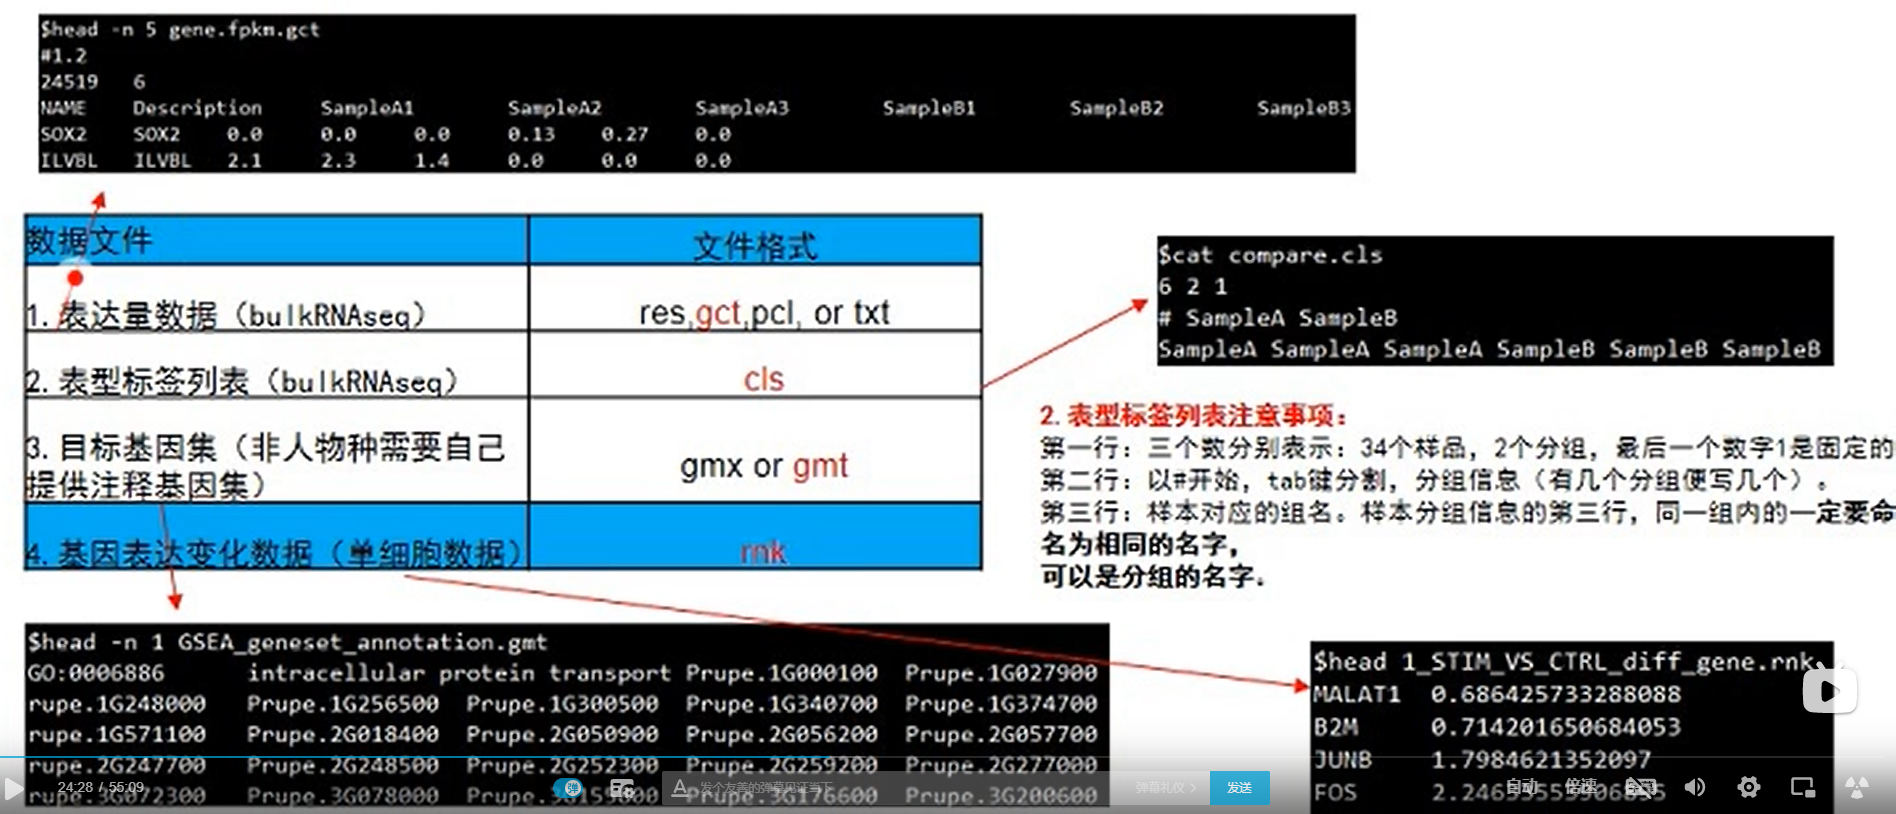 $head -n 5 gene.fpkm.gct
#1.2
24519 6
NAME Description SampleA1 SampleA2 SampleA3 SampleB1 SampleB2 SampleB3
SOX2 SOX2 0.0 0.0 0.0 0.13 0.27 0.0
ILVBL ILVBL 2.1 2.3 1.4 0.0 0.0 0.0
数据文件 文件格式
1. 表达量数据（bulkRNAseq） res,gct,pcl, or txt
2. 表型标签列表（bulkRNAseq） cls
3. 目标基因集（非人物种需要自己
提供注释基因集） gmx or gmt
4. 基因表达变化数据（单细胞数据） rnk
$cat compare.cls
6 2 1
# SampleA SampleB
SampleA SampleA SampleA SampleB SampleB SampleB
2. 表型标签列表注意事项：
第一行：三个数分别表示：34个样品，2个分组，最后一个数字1是固定的
第二行：以#开始，tab键分割，分组信息（有几个分组便写几个）。
第三行：样本对应的组名。样本分组信息的第三行，同一组内的一定要命
名为相同的名字，
可以是分组的名字。
$head -n 1 GSEA_geneset_annotation.gmt
GO:0006886 intracellular protein transport Prupe.1G000100 Prupe.1G027900
rupe.1G248000 Prupe.1G256500 Prupe.1G300500 Prupe.1G340700 Prupe.1G374700
rupe.1G571100 Prupe.2G018400 Prupe.2G050900 Prupe.2G056200 Prupe.2G057700
rupe.2G247700 Prupe.2G248500 Prupe.2G252300 Prupe.2G259200 Prupe.2G277000
rupe.3G072300 Prupe.3G078000 Prupe.3G176600 Prupe.3G200600
$head 1_STIM_VS_CTRL_diff_gene.rnk
MALAT1 0.686425733288088
B2M 0.714201650684053
JUNB 1.79846213552097
FOS
24:28 / 55:09
弹
A 发个友善的弹幕见证当下
弹幕礼仪 >
发送
自动
倍速